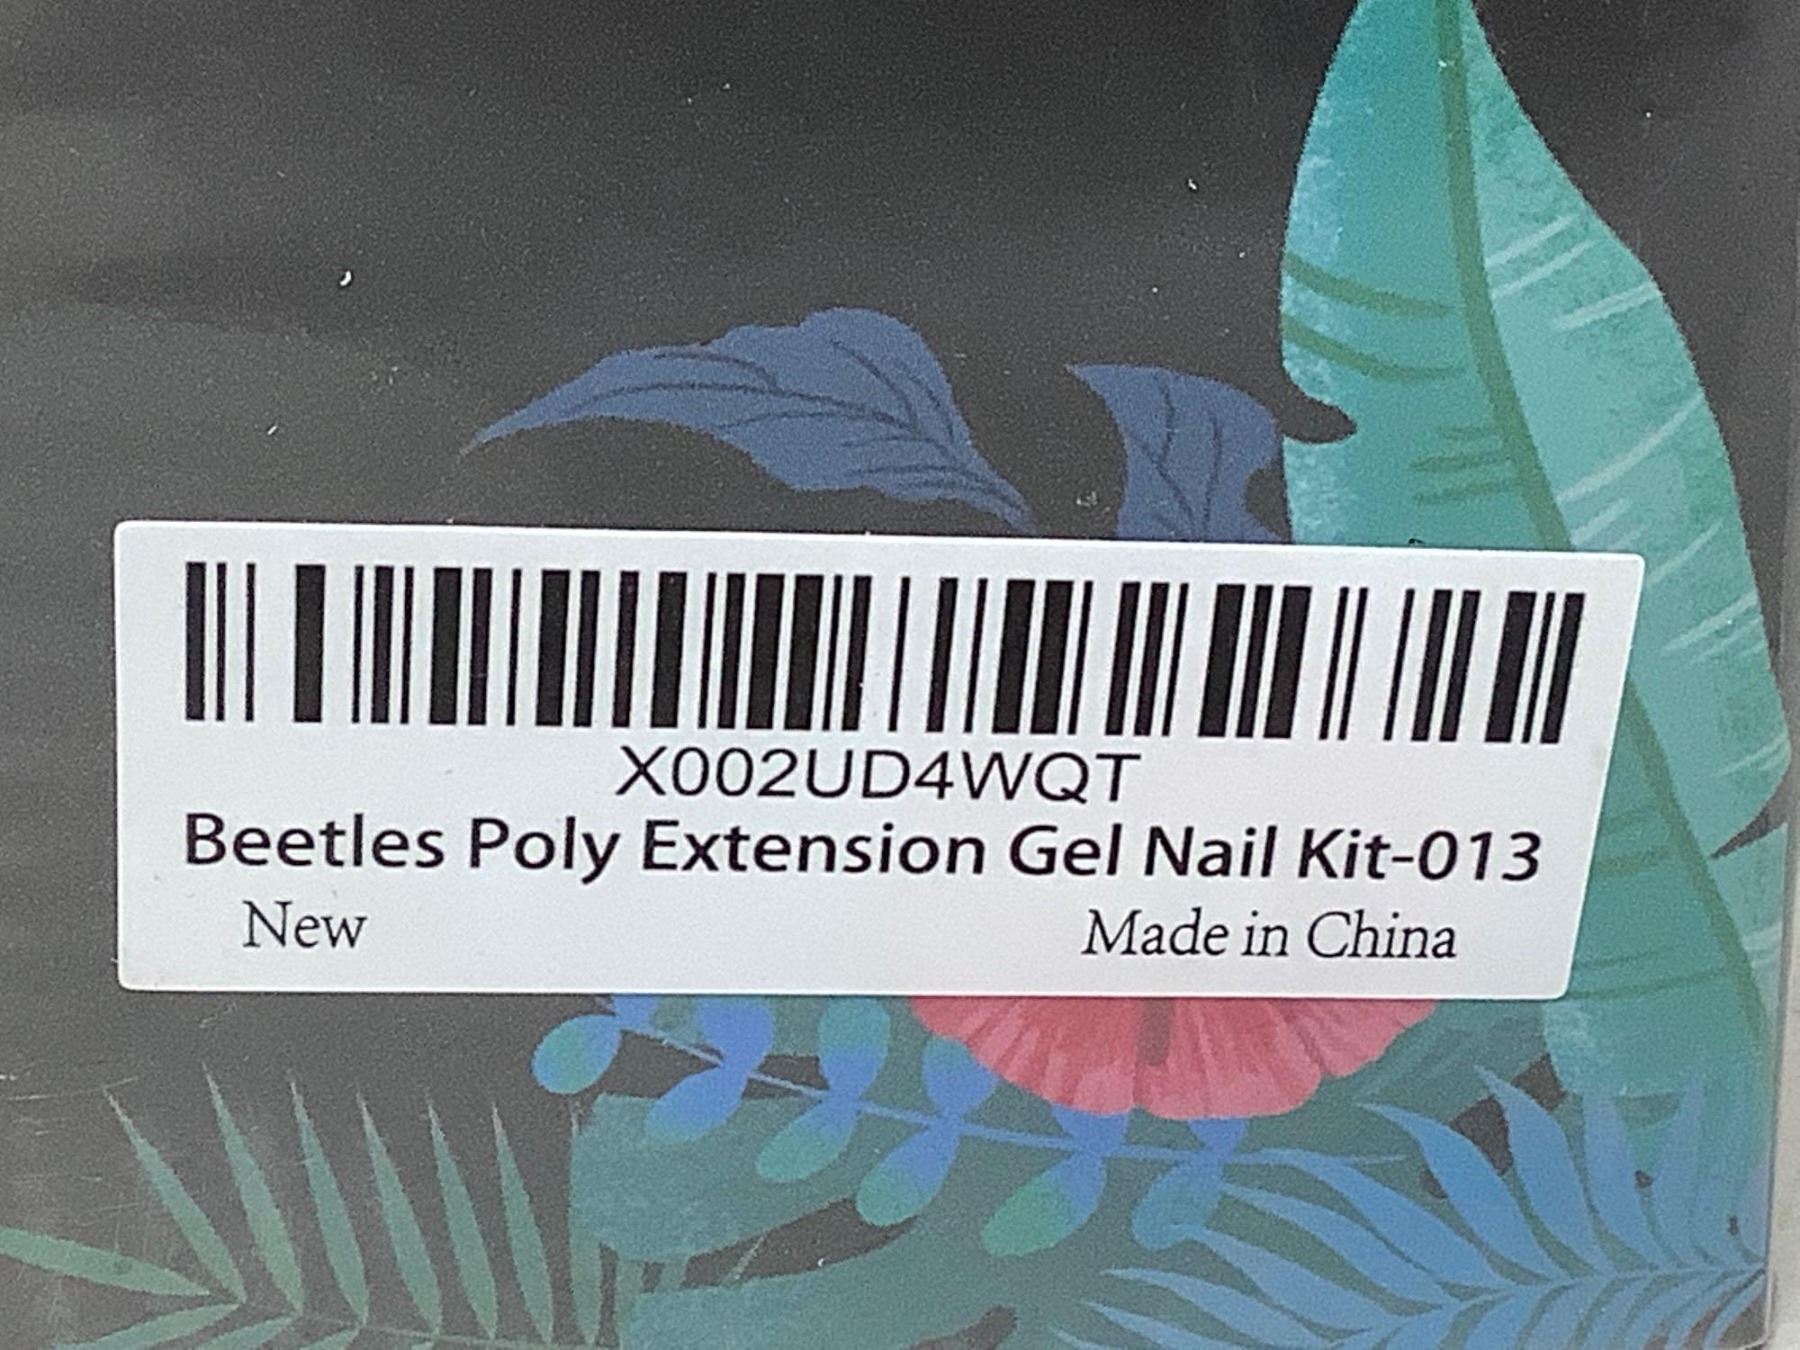 X002UD4WQT
Beetles Poly Extension Gel Nail Kit-013
New
Made in China